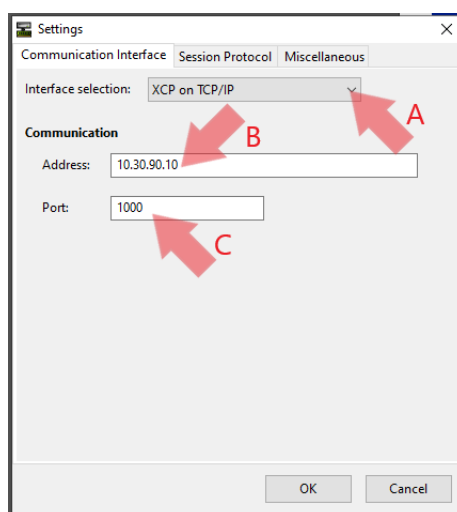 Settings
Communication Interface Session Protocol Miscellaneous
Interface selection: XCP on TCP/IP
A
Communication
B
Address: 10.30.90.10
Port: 1000
C
OK Cancel